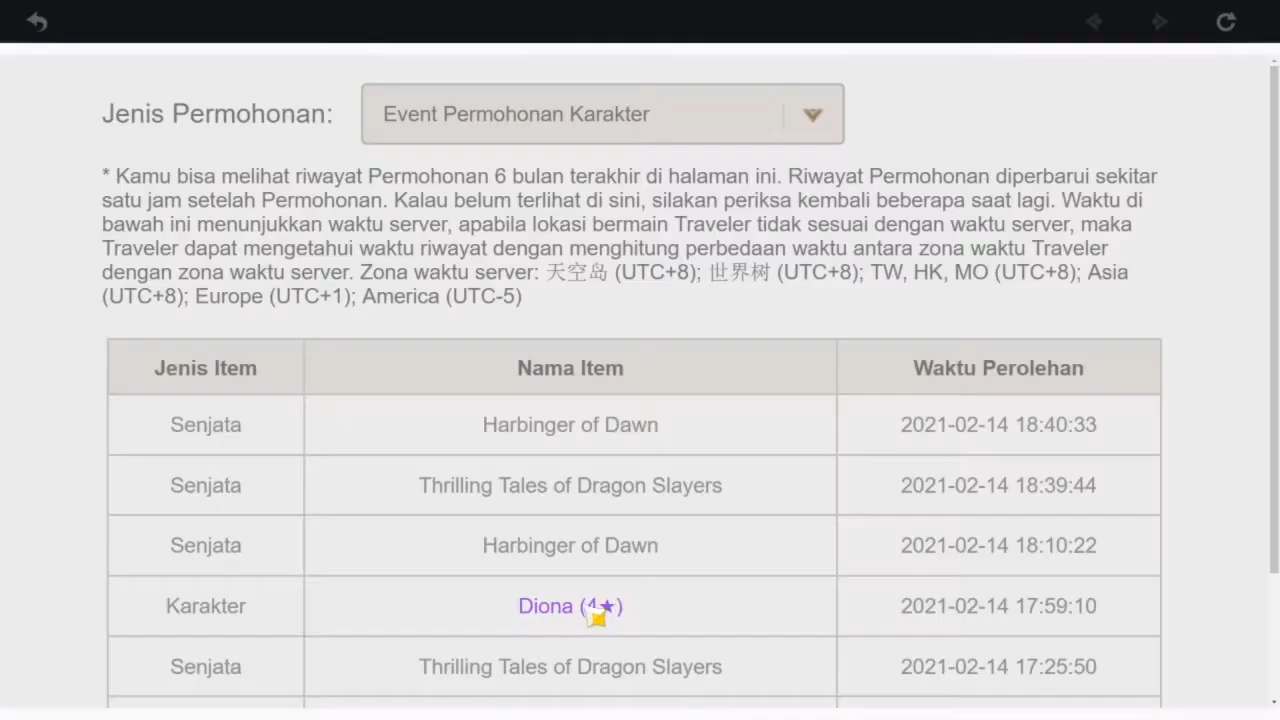 Jenis Permohonan: Event Permohonan Karakter
* Kamu bisa melihat riwayat Permohonan 6 bulan terakhir di halaman ini. Riwayat Permohonan diperbarui sekitar
satu jam setelah Permohonan. Kalau belum terlihat di sini, silakan periksa kembali beberapa saat lagi. Waktu di
bawah ini menunjukkan waktu server, apabila lokasi bermain Traveler tidak sesuai dengan waktu server, maka
Traveler dapat mengetahui waktu riwayat dengan menghitung perbedaan waktu antara zona waktu Traveler
dengan zona waktu server. Zona waktu server: 天空岛 (UTC+8); 世界树 (UTC+8); TW, HK, MO (UTC+8); Asia
(UTC+8); Europe (UTC+1); America (UTC-5)
Jenis Item Nama Item Waktu Perolehan
Senjata Harbinger of Dawn 2021-02-14 18:40:33
Senjata Thrilling Tales of Dragon Slayers 2021-02-14 18:39:44
Senjata Harbinger of Dawn 2021-02-14 18:10:22
Karakter Diona (4★) 2021-02-14 17:59:10
Senjata Thrilling Tales of Dragon Slayers 2021-02-14 17:25:50